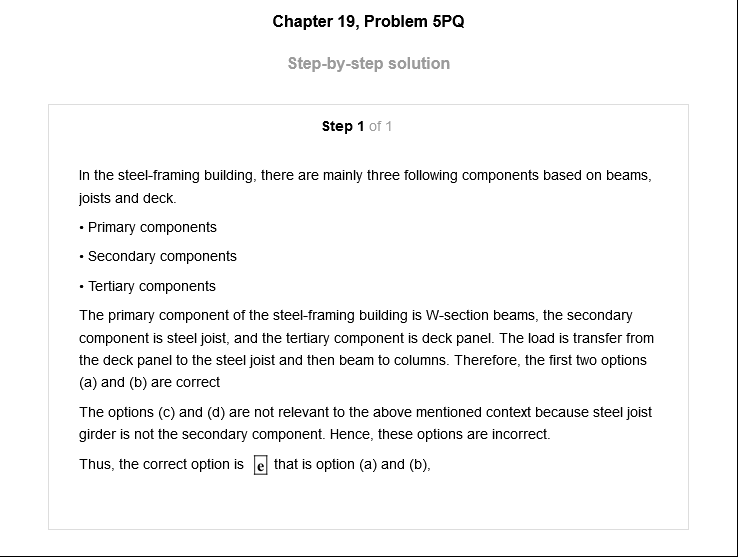 Chapter 19, Problem 5PQ
Step-by-step solution
Step 1 of 1
In the steel-framing building, there are mainly three following components based on beams,
joists and deck.
• Primary components
• Secondary components
• Tertiary components
The primary component of the steel-framing building is W-section beams, the secondary
component is steel joist, and the tertiary component is deck panel. The load is transfer from
the deck panel to the steel joist and then beam to columns. Therefore, the first two options
(a) and (b) are correct
The options (c) and (d) are not relevant to the above mentioned context because steel joist
girder is not the secondary component. Hence, these options are incorrect.
Thus, the correct option is e that is option (a) and (b),